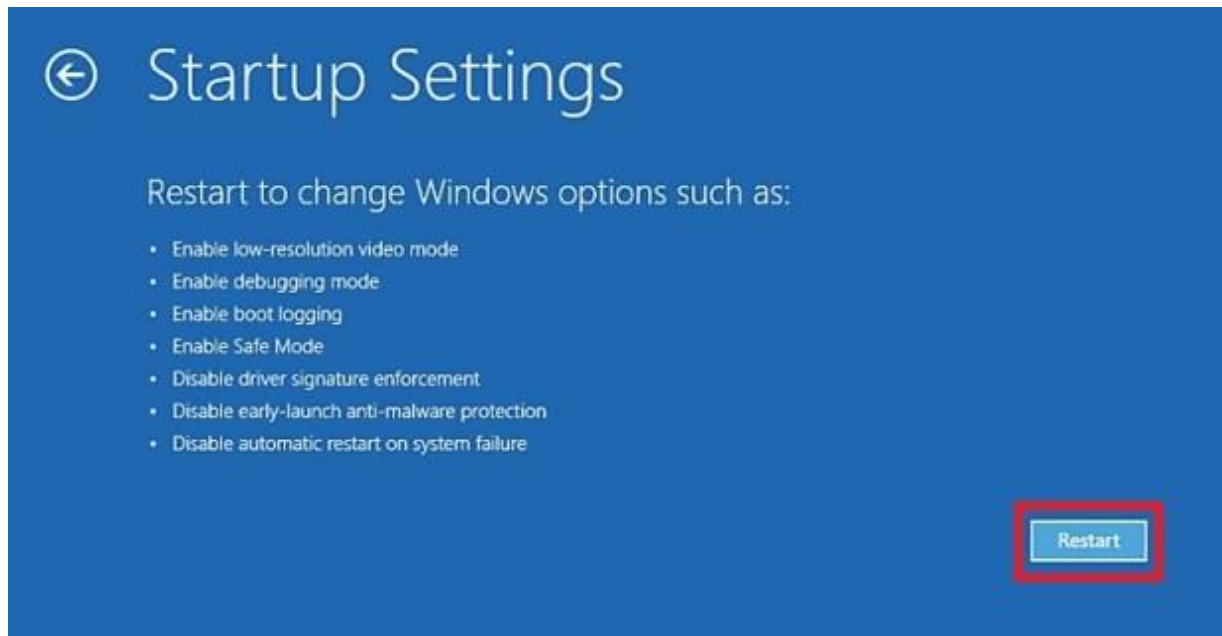 Startup Settings
Restart to change Windows options such as:
• Enable low-resolution video mode
• Enable debugging mode
• Enable boot logging
• Enable Safe Mode
• Disable driver signature enforcement
• Disable early-launch anti-malware protection
• Disable automatic restart on system failure
Restart